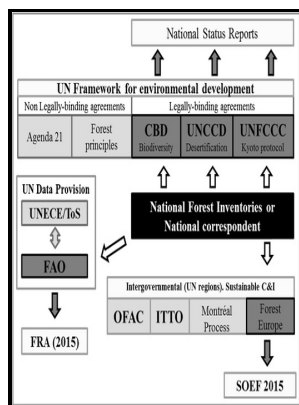 National Status Reports
UN Framework for environmental development
Non Legally-binding agreements
Legally-binding agreements
Agenda 21
Forest
principles
CBD
Biodiversity
UNCCD
Desertification
UNFCCC
Kyoto protocol
UN Data Provision
UNECE/ToS
FAO
FRA (2015)
National Forest Inventories or
National correspondent
Intergovernmental (UN regions). Sustainable C&I
OFAC
ITTO
Montréal
Process
Forest
Europe
SOEF 2015